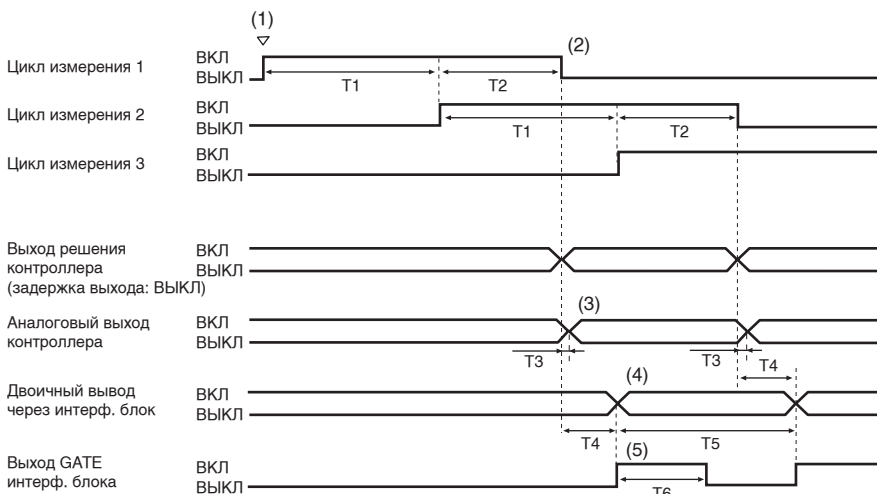 (1)
(2)
Цикл измерения 1
ВКЛ
ВЫКЛ
T1
T2
Цикл измерения 2
ВКЛ
ВЫКЛ
T1
T2
Цикл измерения 3
ВКЛ
ВЫКЛ
Выход решения
контроллера
(задержка выхода: ВЫКЛ)
ВКЛ
ВЫКЛ
(3)
Аналоговый выход
контроллера
ВКЛ
ВЫКЛ
T3
T3
T4
(4)
Двоичный вывод
через интерф. блок
ВКЛ
ВЫКЛ
T4
T5
(5)
Выход GATE
интерф. блока
ВКЛ
ВЫКЛ
T6